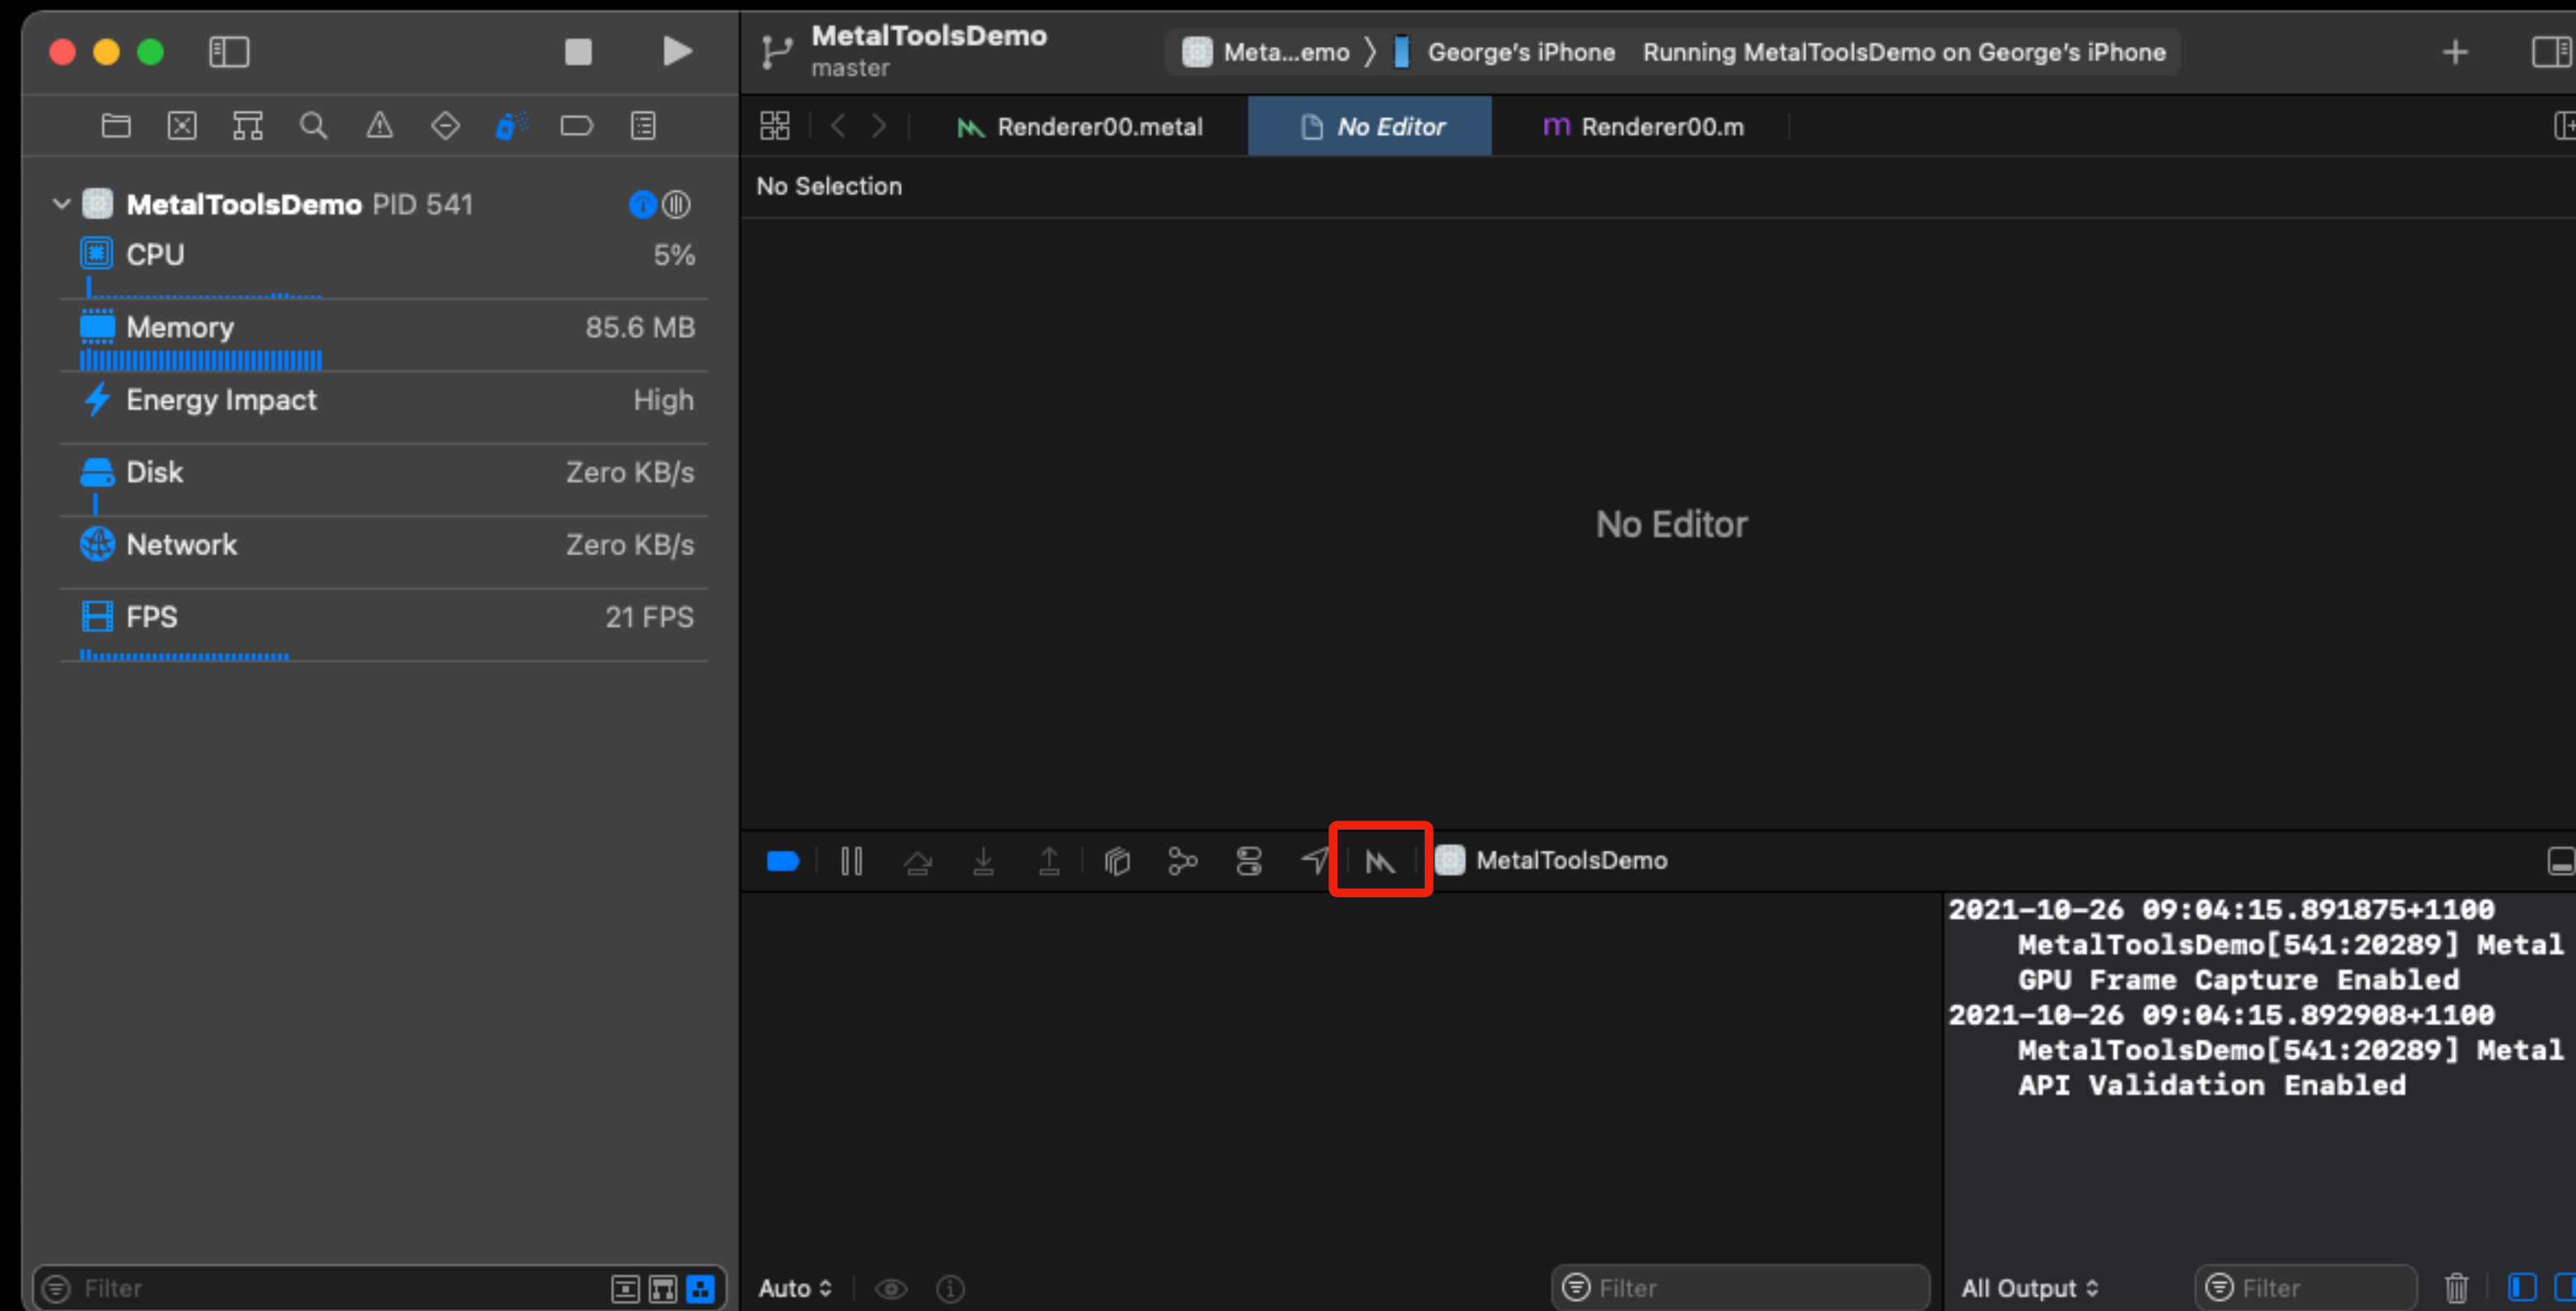 MetalToolsDemo
master
Meta...emo
George's iPhone
Running MetalToolsDemo on George's iPhone
Renderer00.metal
No Editor
Renderer00.m
No Selection
MetalToolsDemo PID 541
CPU 5%
Memory 85.6 MB
Energy Impact High
Disk Zero KB/s
Network Zero KB/s
FPS 21 FPS
No Editor
MetalToolsDemo
2021-10-26 09:04:15.891875+1100
MetalToolsDemo[541:20289] Metal
GPU Frame Capture Enabled
2021-10-26 09:04:15.892908+1100
MetalToolsDemo[541:20289] Metal
API Validation Enabled
Filter
Auto
Filter
All Output
Filter